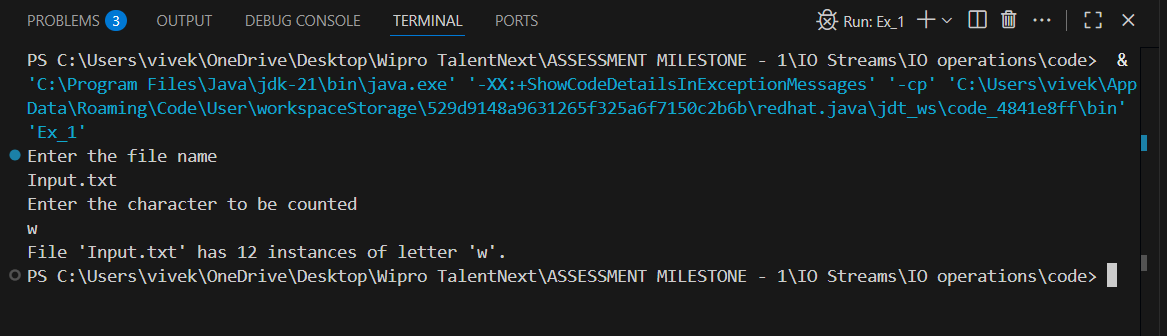 PROBLEMS 3 OUTPUT DEBUG CONSOLE TERMINAL PORTS Run: Ex_1
PS C:\Users\vivek\OneDrive\Desktop\Wipro TalentNext\ASSESSMENT MILESTONE - 1\IO Streams\IO operations\code> &
'C:\Program Files\Java\jdk-21\bin\java.exe' '-XX:+ShowCodeDetailsInExceptionMessages' '-cp' 'C:\Users\vivek\App
Data\Roaming\Code\User\workspaceStorage\529d9148a9631265f325a6f7150c2b6b\redhat.java\jdt_ws\code_4841e8ff\bin'
'Ex_1'
Enter the file name
Input.txt
Enter the character to be counted
w
File 'Input.txt' has 12 instances of letter 'w'.
PS C:\Users\vivek\OneDrive\Desktop\Wipro TalentNext\ASSESSMENT MILESTONE - 1\IO Streams\IO operations\code>